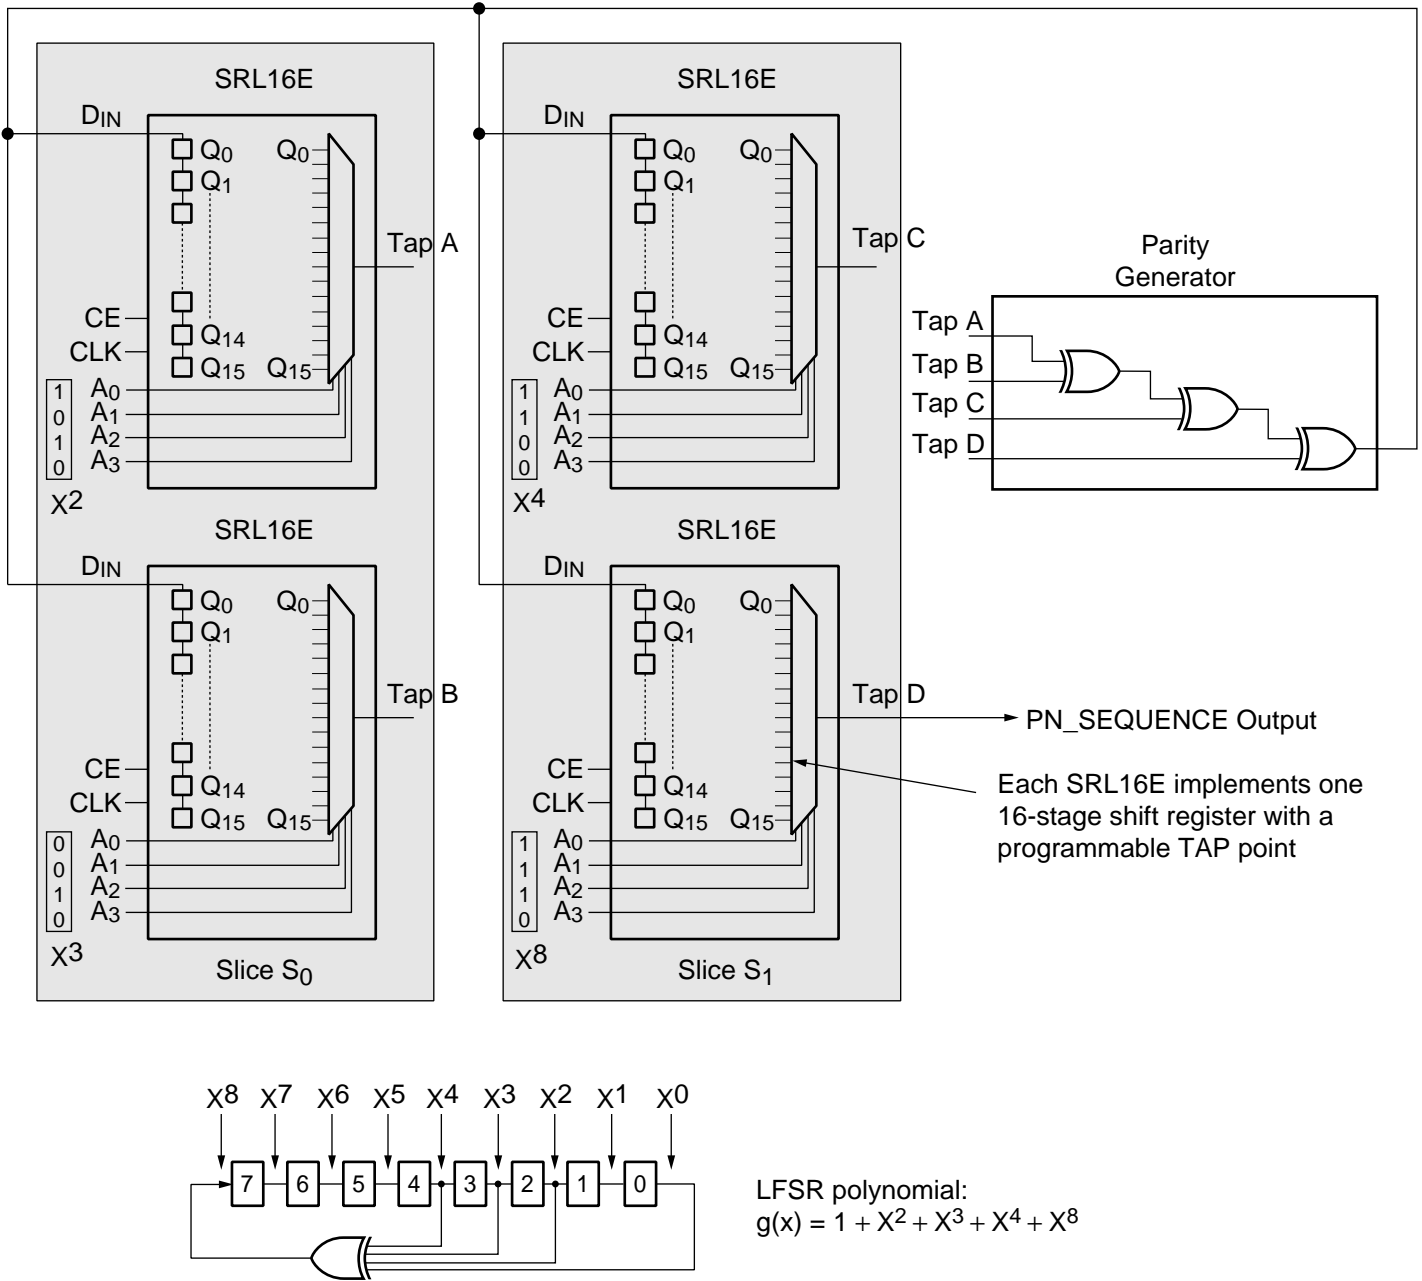 SRL16E
DIN
Q0
Q0
Q1
Tap A
CE
Q14
CLK
Q15
Q15
1 A0
0 A1
1 A2
0 A3
X2
SRL16E
DIN
Q0
Q0
Q1
Tap B
CE
Q14
CLK
Q15
Q15
0 A0
0 A1
1 A2
0 A3
X3
Slice S0
SRL16E
DIN
Q0
Q0
Q1
Tap C
CE
Q14
CLK
Q15
Q15
1 A0
1 A1
0 A2
0 A3
X4
SRL16E
DIN
Q0
Q0
Q1
Tap D
CE
Q14
CLK
Q15
Q15
1 A0
1 A1
1 A2
0 A3
X8
Slice S1
Parity
Generator
Tap A
Tap B
Tap C
Tap D
PN_SEQUENCE Output
Each SRL16E implements one
16-stage shift register with a
programmable TAP point
X8 X7 X6 X5 X4 X3 X2 X1 X0
7 6 5 4 3 2 1 0
LFSR polynomial:
g(x) = 1 + X2 + X3 + X4 + X8